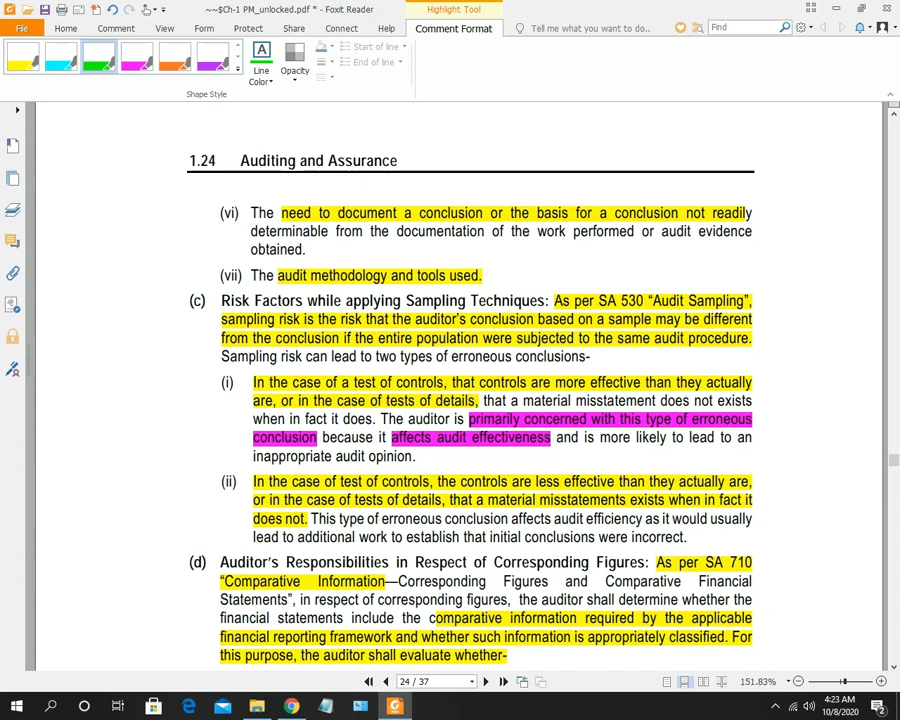 ~~$Ch-1 PM_unlocked.pdf * - Foxit Reader
Highlight Tool
File Home Comment View Form Protect Share Connect Help Comment Format Tell me what you want to do.. Find
Start of line
End of line
Line Color
Opacity
Shape Style
1.24 Auditing and Assurance
(vi) The need to document a conclusion or the basis for a conclusion not readily
determinable from the documentation of the work performed or audit evidence
obtained.
(vii) The audit methodology and tools used.
(c) Risk Factors while applying Sampling Techniques: As per SA 530 “Audit Sampling”,
sampling risk is the risk that the auditor’s conclusion based on a sample may be different
from the conclusion if the entire population were subjected to the same audit procedure.
Sampling risk can lead to two types of erroneous conclusions-
(i) In the case of a test of controls, that controls are more effective than they actually
are, or in the case of tests of details, that a material misstatement does not exists
when in fact it does. The auditor is primarily concerned with this type of erroneous
conclusion because it affects audit effectiveness and is more likely to lead to an
inappropriate audit opinion.
(ii) In the case of test of controls, the controls are less effective than they actually are,
or in the case of tests of details, that a material misstatements exists when in fact it
does not. This type of erroneous conclusion affects audit efficiency as it would usually
lead to additional work to establish that initial conclusions were incorrect.
(d) Auditor’s Responsibilities in Respect of Corresponding Figures: As per SA 710
“Comparative Information—Corresponding Figures and Comparative Financial
Statements”, in respect of corresponding figures, the auditor shall determine whether the
financial statements include the comparative information required by the applicable
financial reporting framework and whether such information is appropriately classified. For
this purpose, the auditor shall evaluate whether-
24 / 37
151.83%
4:23 AM
10/8/2020
2